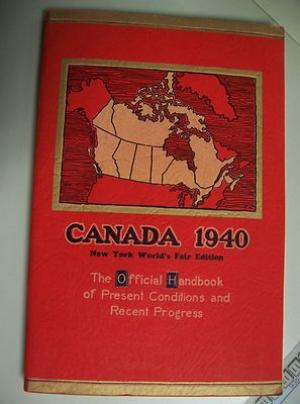 CANADA 1940
New York World's Fair Edition
The Official Handbook
of Present Conditions and
Recent Progress